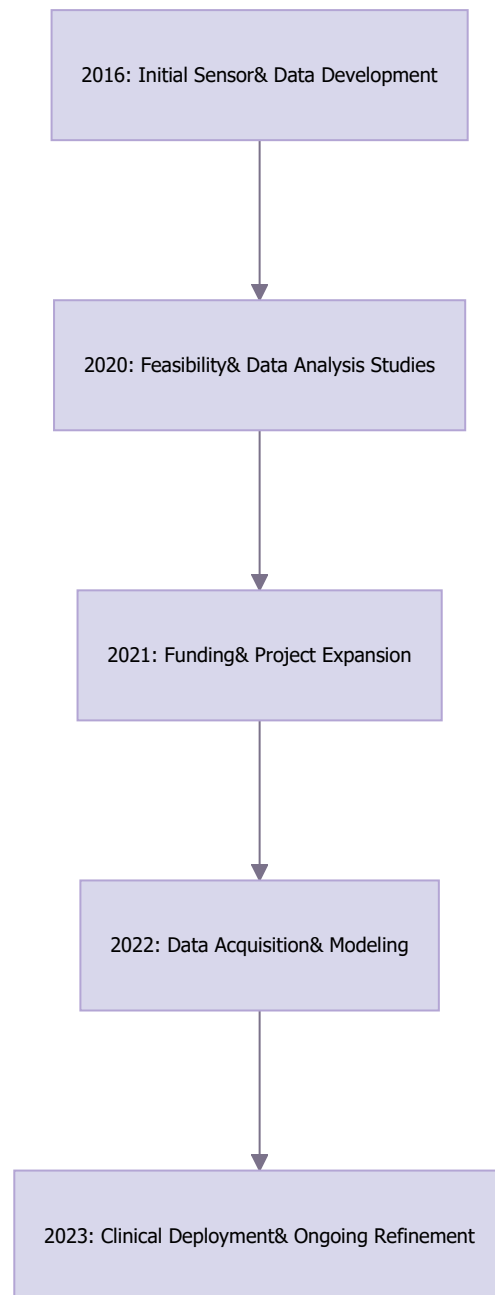 2016: Initial Sensor& Data Development
2020: Feasibility& Data Analysis Studies
2021: Funding& Project Expansion
2022: Data Acquisition& Modeling
2023: Clinical Deployment& Ongoing Refinement